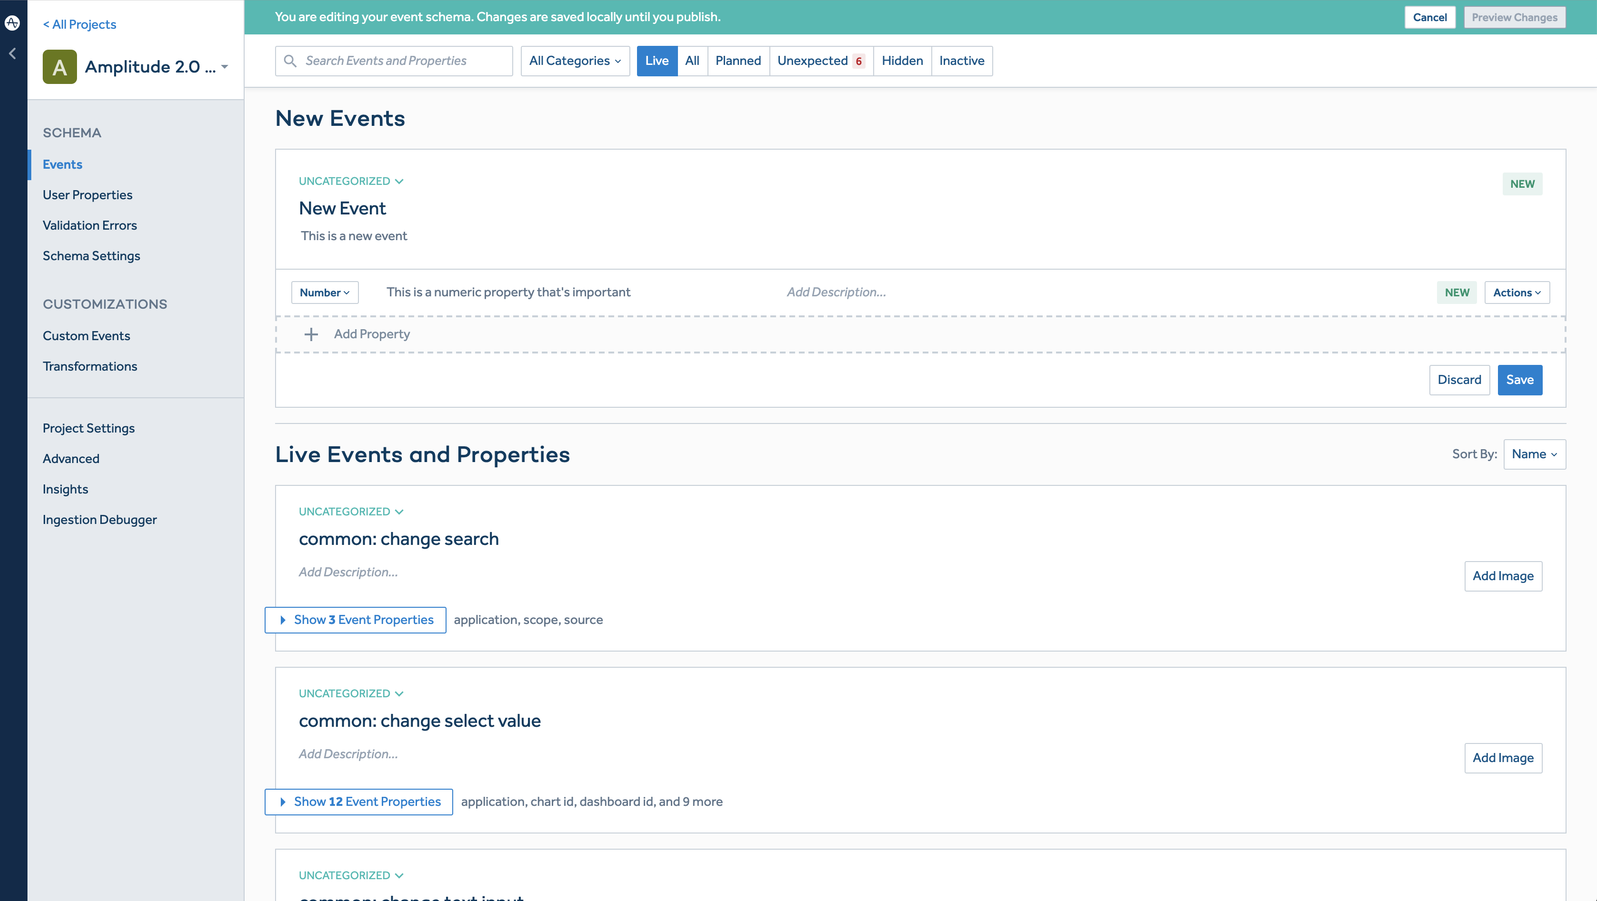 You are editing your event schema. Changes are saved locally until you publish.
Cancel
Preview Changes
< All Projects
A
Amplitude 2.0 ...
Search Events and Properties
All Categories
Live
All
Planned
Unexpected 6
Hidden
Inactive
SCHEMA
Events
User Properties
Validation Errors
Schema Settings
CUSTOMIZATIONS
Custom Events
Transformations
Project Settings
Advanced
Insights
Ingestion Debugger
New Events
UNCATEGORIZED
NEW
New Event
This is a new event
Number
This is a numeric property that's important
Add Description...
NEW
Actions
Add Property
Discard
Save
Live Events and Properties
Sort By:
Name
UNCATEGORIZED
common: change search
Add Description...
Add Image
Show 3 Event Properties
application, scope, source
UNCATEGORIZED
common: change select value
Add Description...
Add Image
Show 12 Event Properties
application, chart id, dashboard id, and 9 more
UNCATEGORIZED
common: change text input